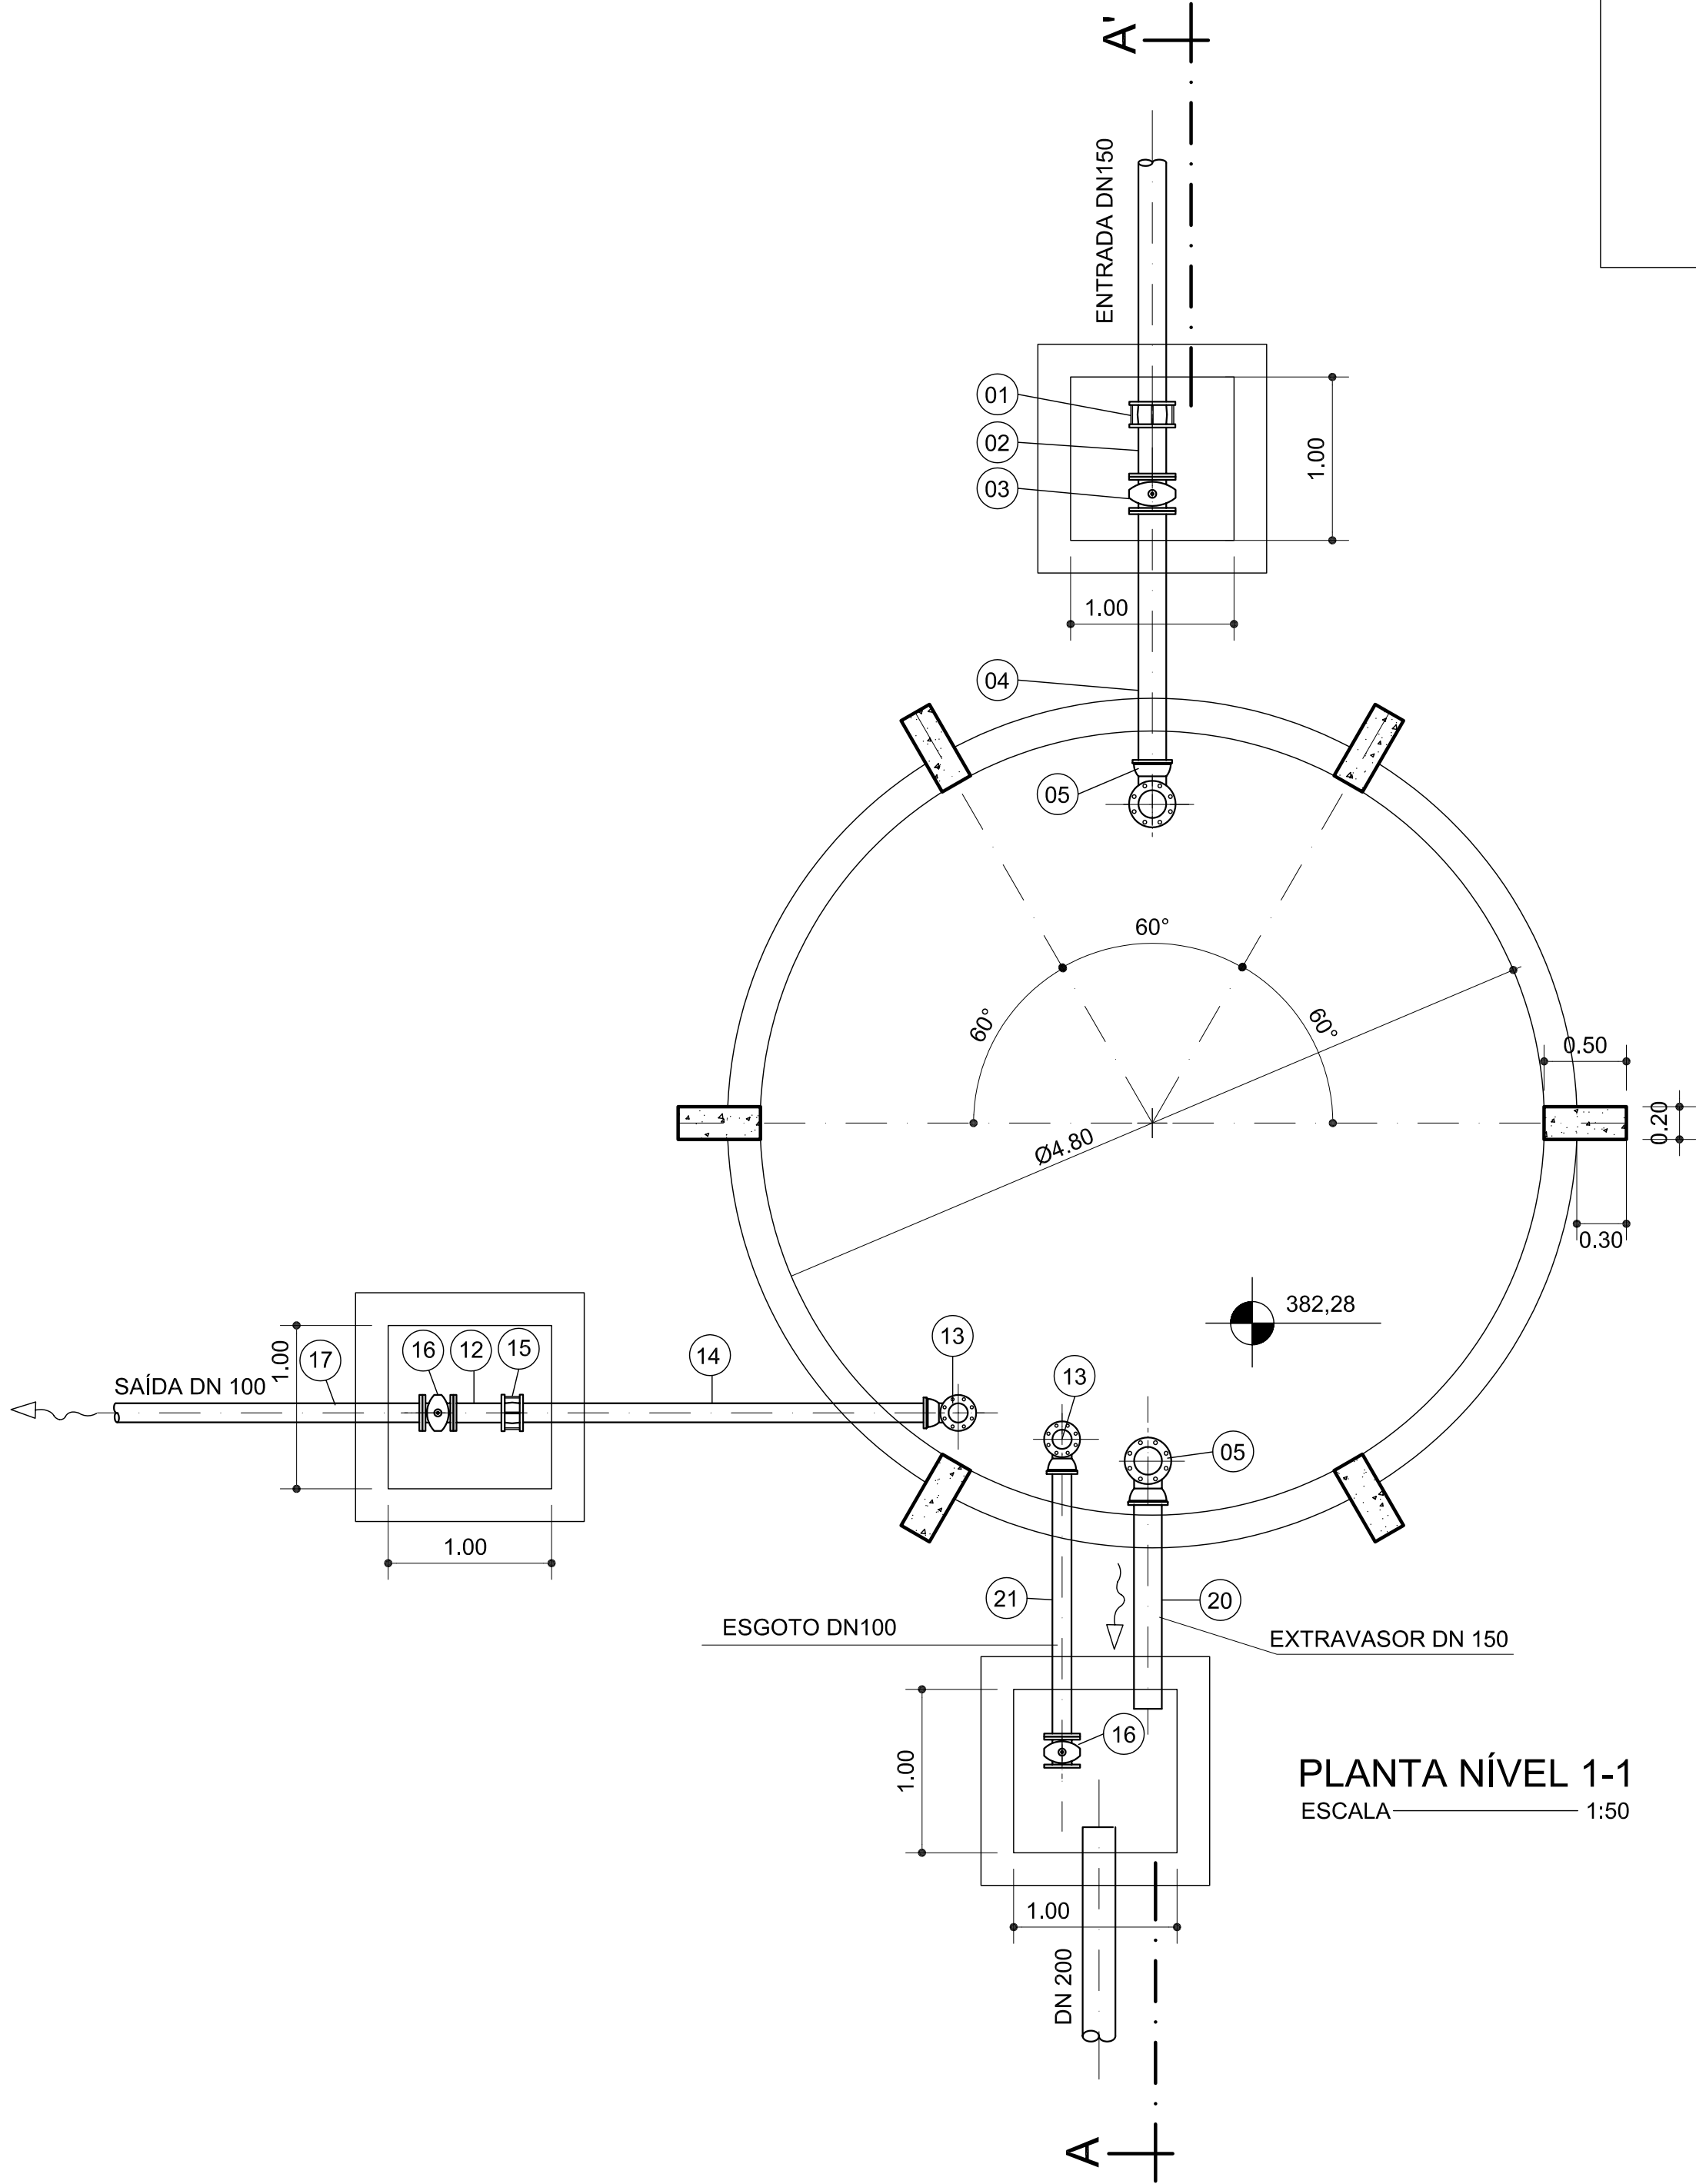 A'
ENTRADA DN150
01
02
03
1.00
1.00
04
05
60°
60°
60°
Ø4.80
0.50
0.20
0.30
382,28
SAÍDA DN 100
1.00
17
16
12
15
14
13
1.00
13
05
21
20
ESGOTO DN100
EXTRAVASOR DN 150
16
1.00
1.00
DN 200
PLANTA NÍVEL 1-1
ESCALA 1:50
A